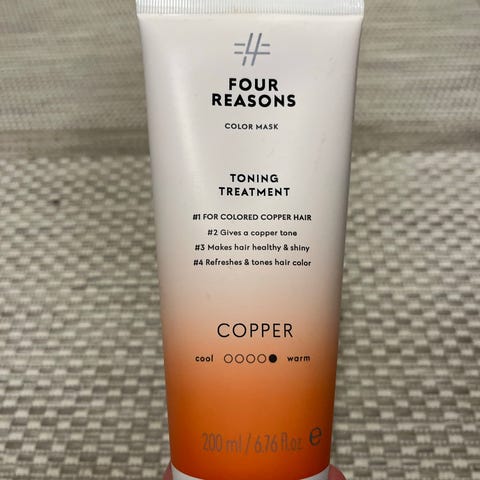 #4
FOUR
REASONS
COLOR MASK
TONING
TREATMENT
#1 FOR COLORED COPPER HAIR
#2 Gives a copper tone
#3 Makes hair healthy & shiny
#4 Refreshes & tones hair color
COPPER
cool ○○○○● warm
200 ml / 6.76 fl.oz. ℮